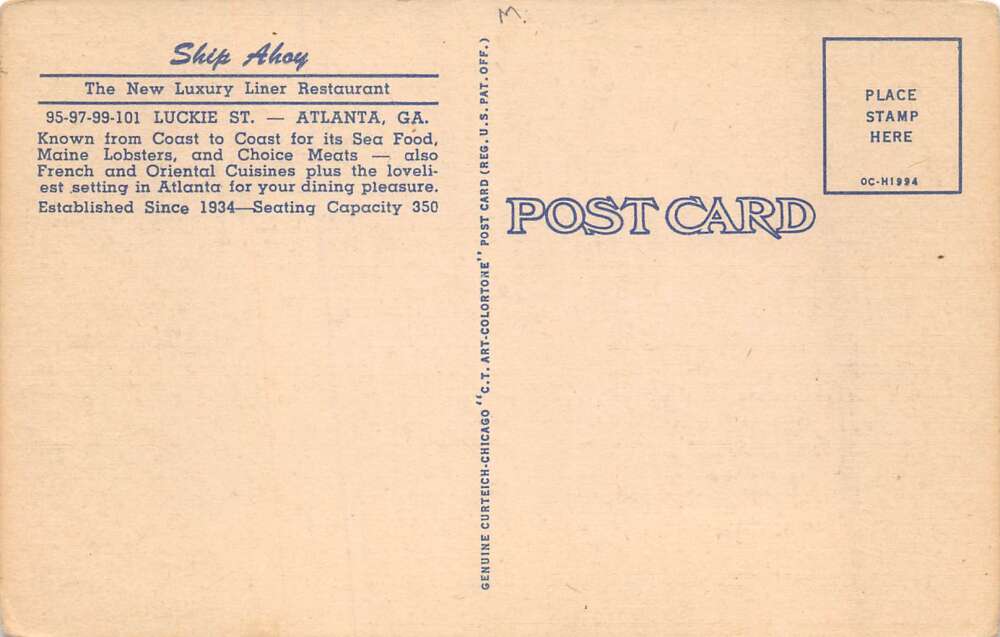 Ship Ahoy
The New Luxury Liner Restaurant
95-97-99-101 LUCKIE ST. — ATLANTA, GA.
Known from Coast to Coast for its Sea Food,
Maine Lobsters, and Choice Meats — also
French and Oriental Cuisines plus the loveli-
est setting in Atlanta for your dining pleasure.
Established Since 1934—Seating Capacity 350
GENUINE CURTEICH-CHICAGO "C.T. ART-COLORTONE" POST CARD (REG. U. S. PAT. OFF.)
POST CARD
PLACE
STAMP
HERE
OC-H1994